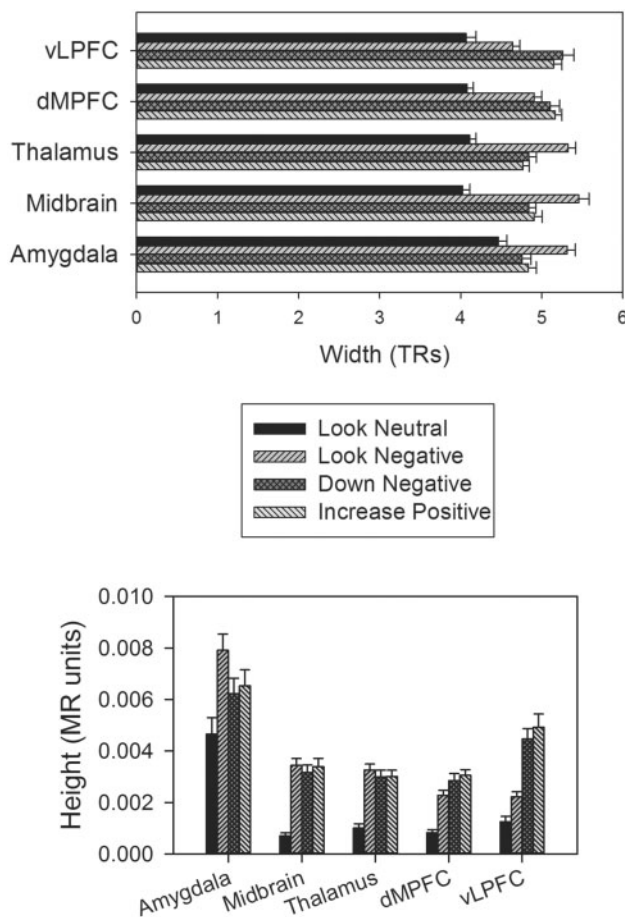 vLPFC
dMPFC
Thalamus
Midbrain
Amygdala
0 1 2 3 4 5 6
Width (TRs)
Look Neutral
Look Negative
Down Negative
Increase Positive
Height (MR units)
0.010
0.008
0.006
0.004
0.002
0.000
Amygdala Midbrain Thalamus dMPFC vLPFC